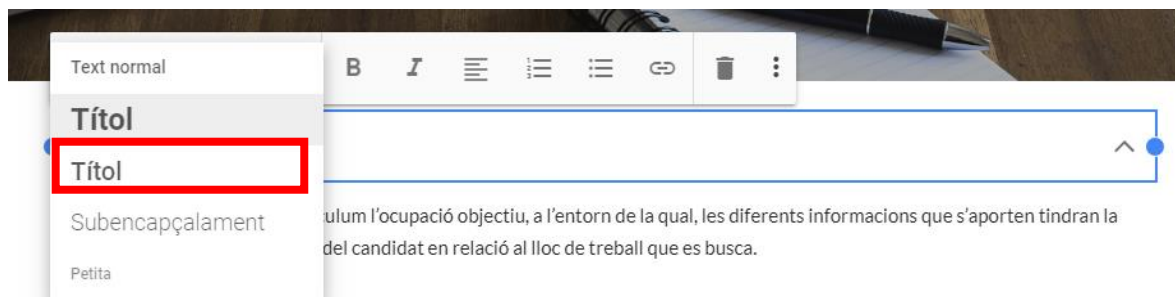 Text normal
B I
Títol
Títol
Subencapçalament
ulum l’ocupació objectiu, a l’entorn de la qual, les diferents informacions que s’aporten tindran la
del candidat en relació al lloc de treball que es busca.
Petita